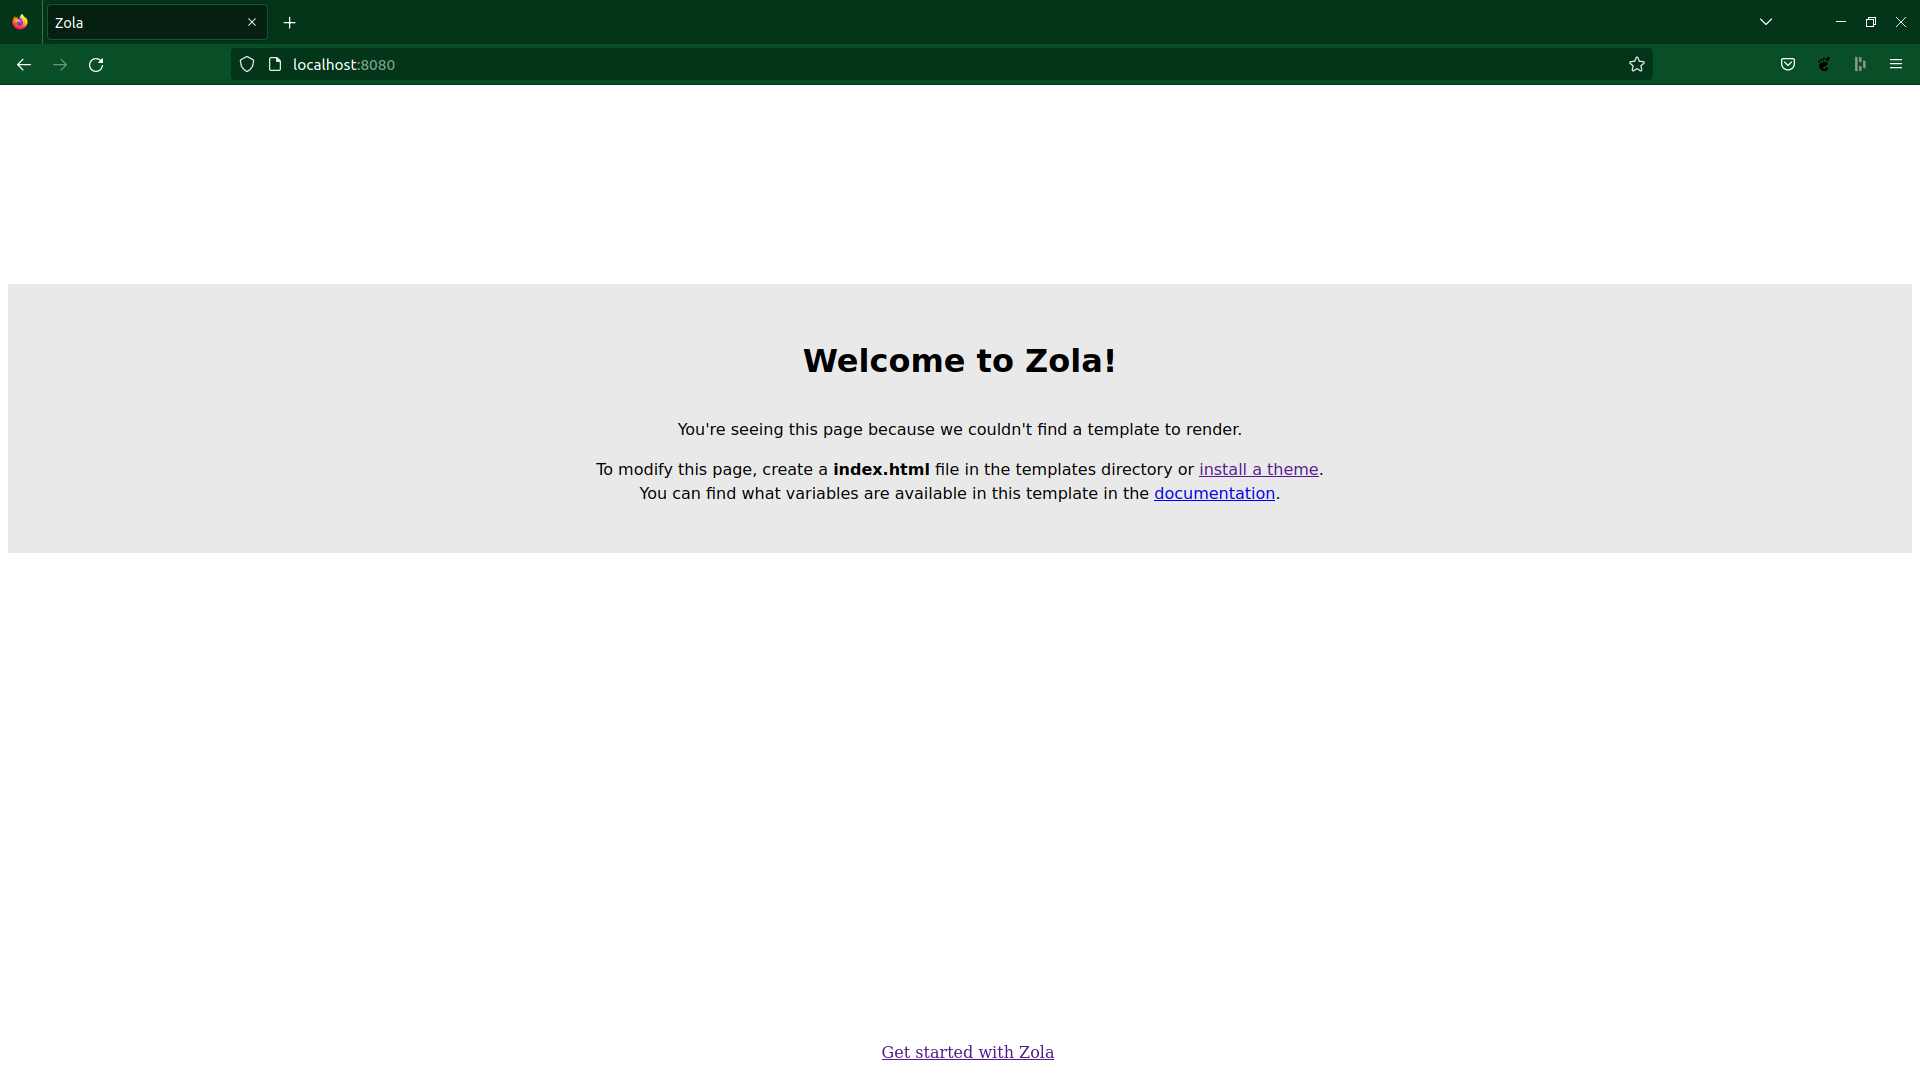 Zola
localhost:8080
Welcome to Zola!
You're seeing this page because we couldn't find a template to render.
To modify this page, create a index.html file in the templates directory or install a theme.
You can find what variables are available in this template in the documentation.
Get started with Zola